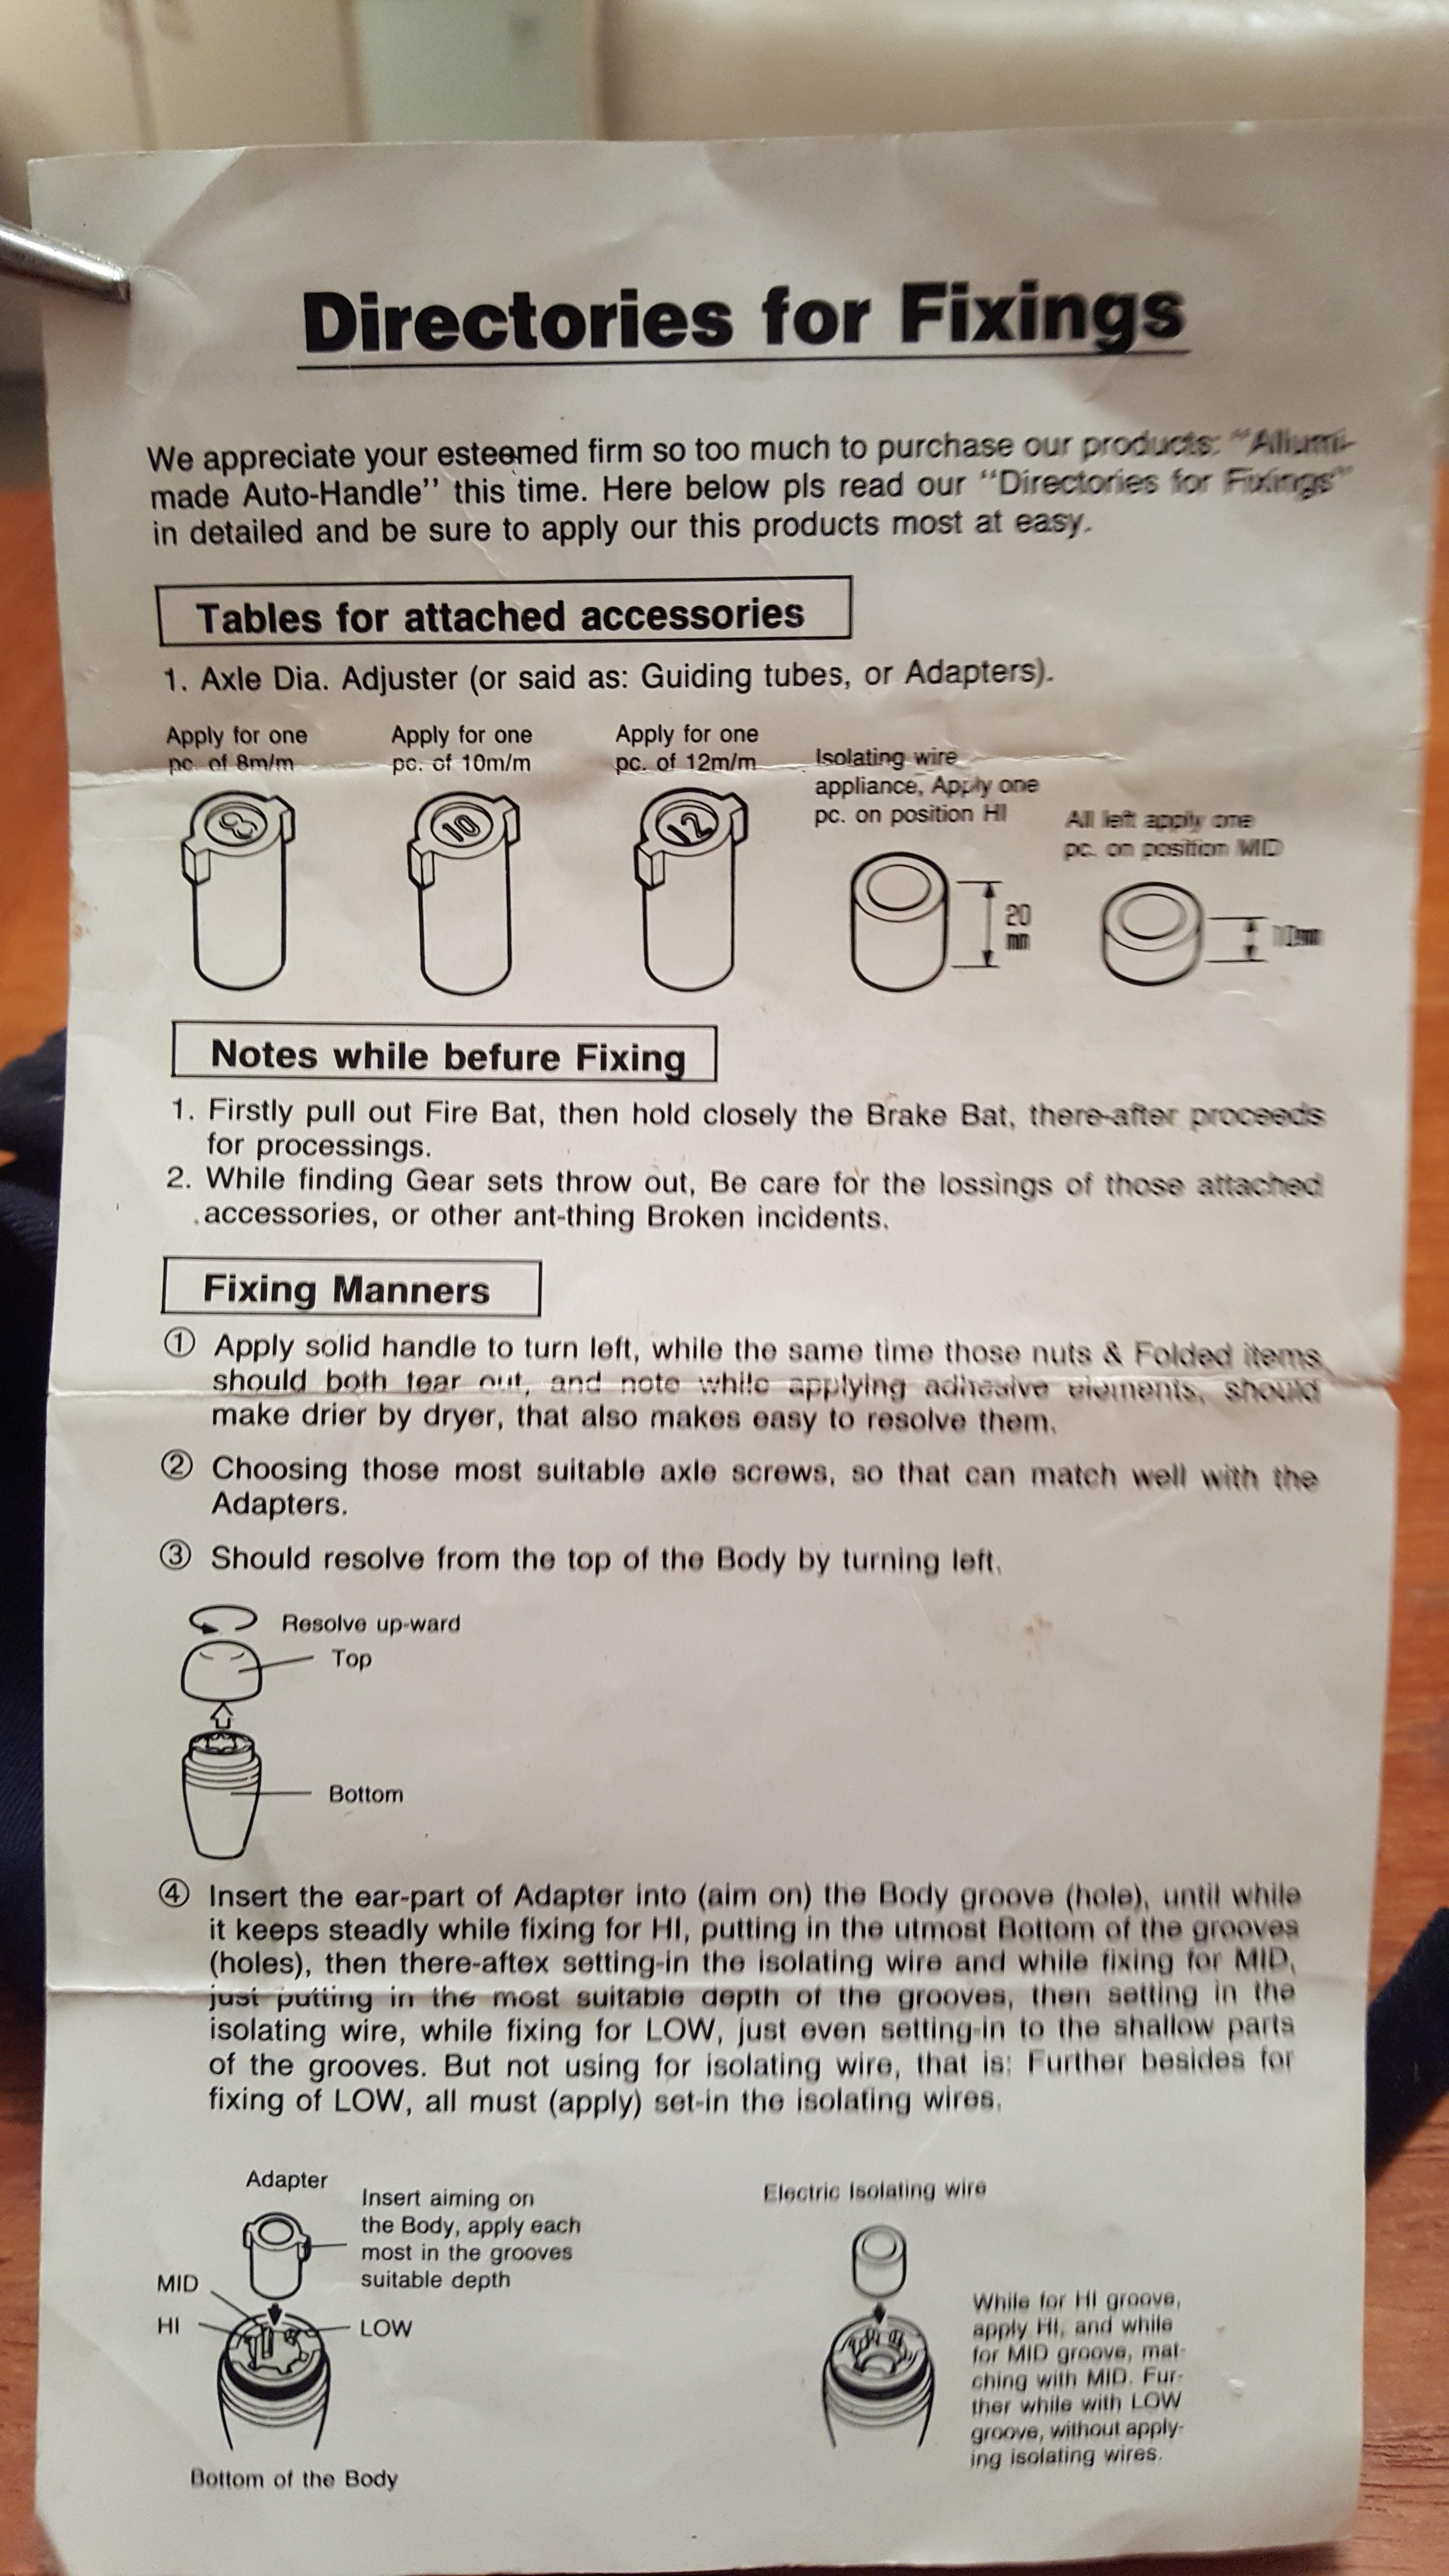 Directories for Fixings
We appreciate your esteemed firm so too much to purchase our products: "Allumi-
made Auto-Handle" this time. Here below pls read our "Directories for Fixings"
in detailed and be sure to apply our this products most at easy.
Tables for attached accessories
1. Axle Dia. Adjuster (or said as: Guiding tubes, or Adapters).
Apply for one
pc. of 8m/m
8
Apply for one
pc. of 10m/m
10
Apply for one
pc. of 12m/m
12
Isolating wire
appliance, Apply one
pc. on position HI
20
mm
All left apply one
pc. on position MID
10mm
Notes while befure Fixing
1. Firstly pull out Fire Bat, then hold closely the Brake Bat, there-after proceeds
for processings.
2. While finding Gear sets throw out, Be care for the lossings of those attached
accessories, or other ant-thing Broken incidents.
Fixing Manners
① Apply solid handle to turn left, while the same time those nuts & Folded items
should both tear out, and note while applying adhesive elements, should
make drier by dryer, that also makes easy to resolve them.
② Choosing those most suitable axle screws, so that can match well with the
Adapters.
③ Should resolve from the top of the Body by turning left.
Resolve up-ward
Top
Bottom
④ Insert the ear-part of Adapter into (aim on) the Body groove (hole), until while
it keeps steadly while fixing for HI, putting in the utmost Bottom of the grooves
(holes), then there-aftex setting-in the isolating wire and while fixing for MID,
just putting in the most suitable depth of the grooves, then setting in the
isolating wire, while fixing for LOW, just even setting-in to the shallow parts
of the grooves. But not using for isolating wire, that is: Further besides for
fixing of LOW, all must (apply) set-in the isolating wires.
Adapter
Insert aiming on
the Body, apply each
most in the grooves
suitable depth
MID
HI
LOW
Bottom of the Body
Electric Isolating wire
While for HI groove,
apply HI, and while
for MID groove, mat-
ching with MID. Fur-
ther while with LOW
groove, without apply-
ing isolating wires.